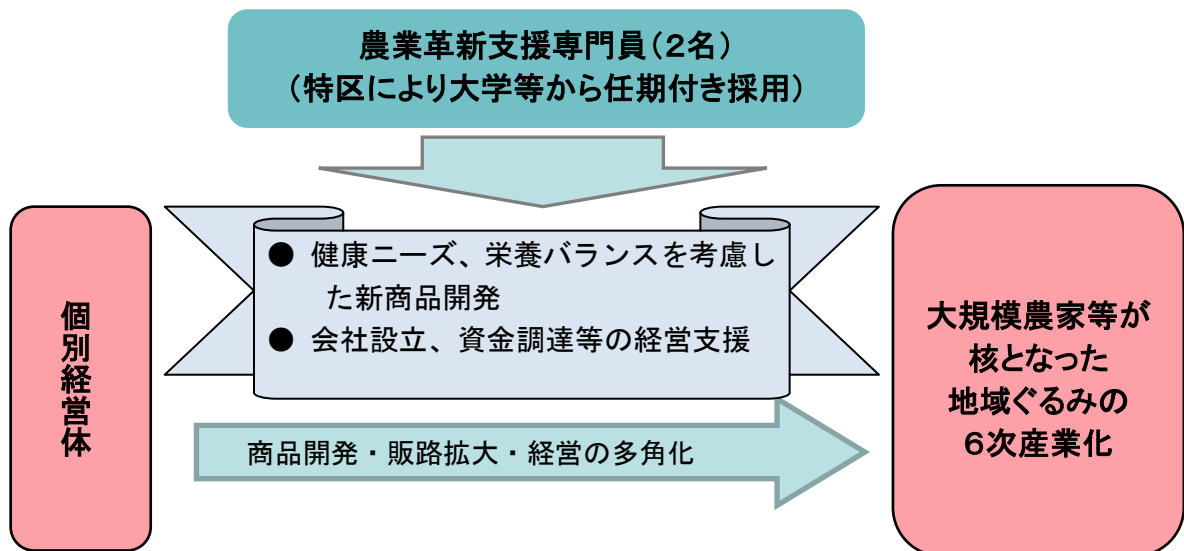 農業革新支援専門員（２名）
（特区により大学等から任期付き採用）
● 健康ニーズ、栄養バランスを考慮し
た新商品開発
● 会社設立、資金調達等の経営支援
個別経営体
商品開発・販路拡大・経営の多角化
大規模農家等が
核となった
地域ぐるみの
６次産業化